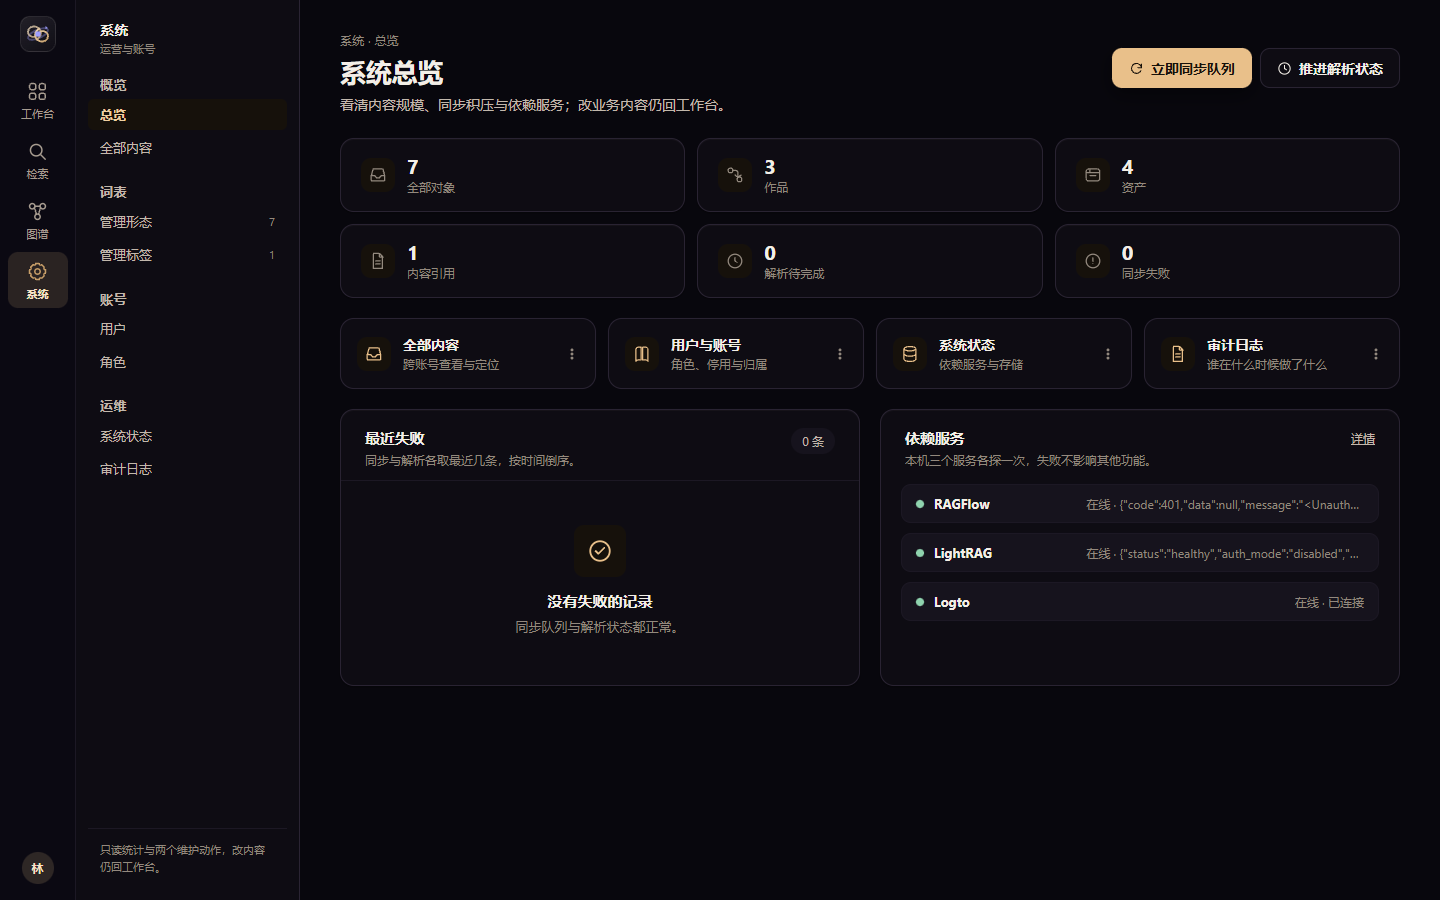 工作台
检索
图谱
系统
林
系统
运营与账号
概览
总览
全部内容
词表
管理形态 7
管理标签 1
账号
用户
角色
运维
系统状态
审计日志
只读统计与两个维护动作，改内容
仍回工作台。
系统 · 总览
系统总览
看清内容规模、同步积压与依赖服务；改业务内容仍回工作台。
立即同步队列
推进解析状态
7
全部对象
3
作品
4
资产
1
内容引用
0
解析待完成
0
同步失败
全部内容
跨账号查看与定位
用户与账号
角色、停用与归属
系统状态
依赖服务与存储
审计日志
谁在什么时候做了什么
最近失败
同步与解析各取最近几条，按时间倒序。
0 条
没有失败的记录
同步队列与解析状态都正常。
依赖服务
本机三个服务各探一次，失败不影响其他功能。
详情
RAGFlow 在线 · {"code":401,"data":null,"message":"<Unauth...
LightRAG 在线 · {"status":"healthy","auth_mode":"disabled","...
Logto 在线 · 已连接